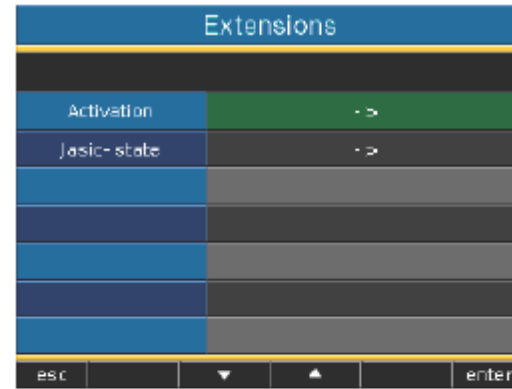 Extensions
Activation ->
Jasic-state ->
esc ▼ ▲ enter